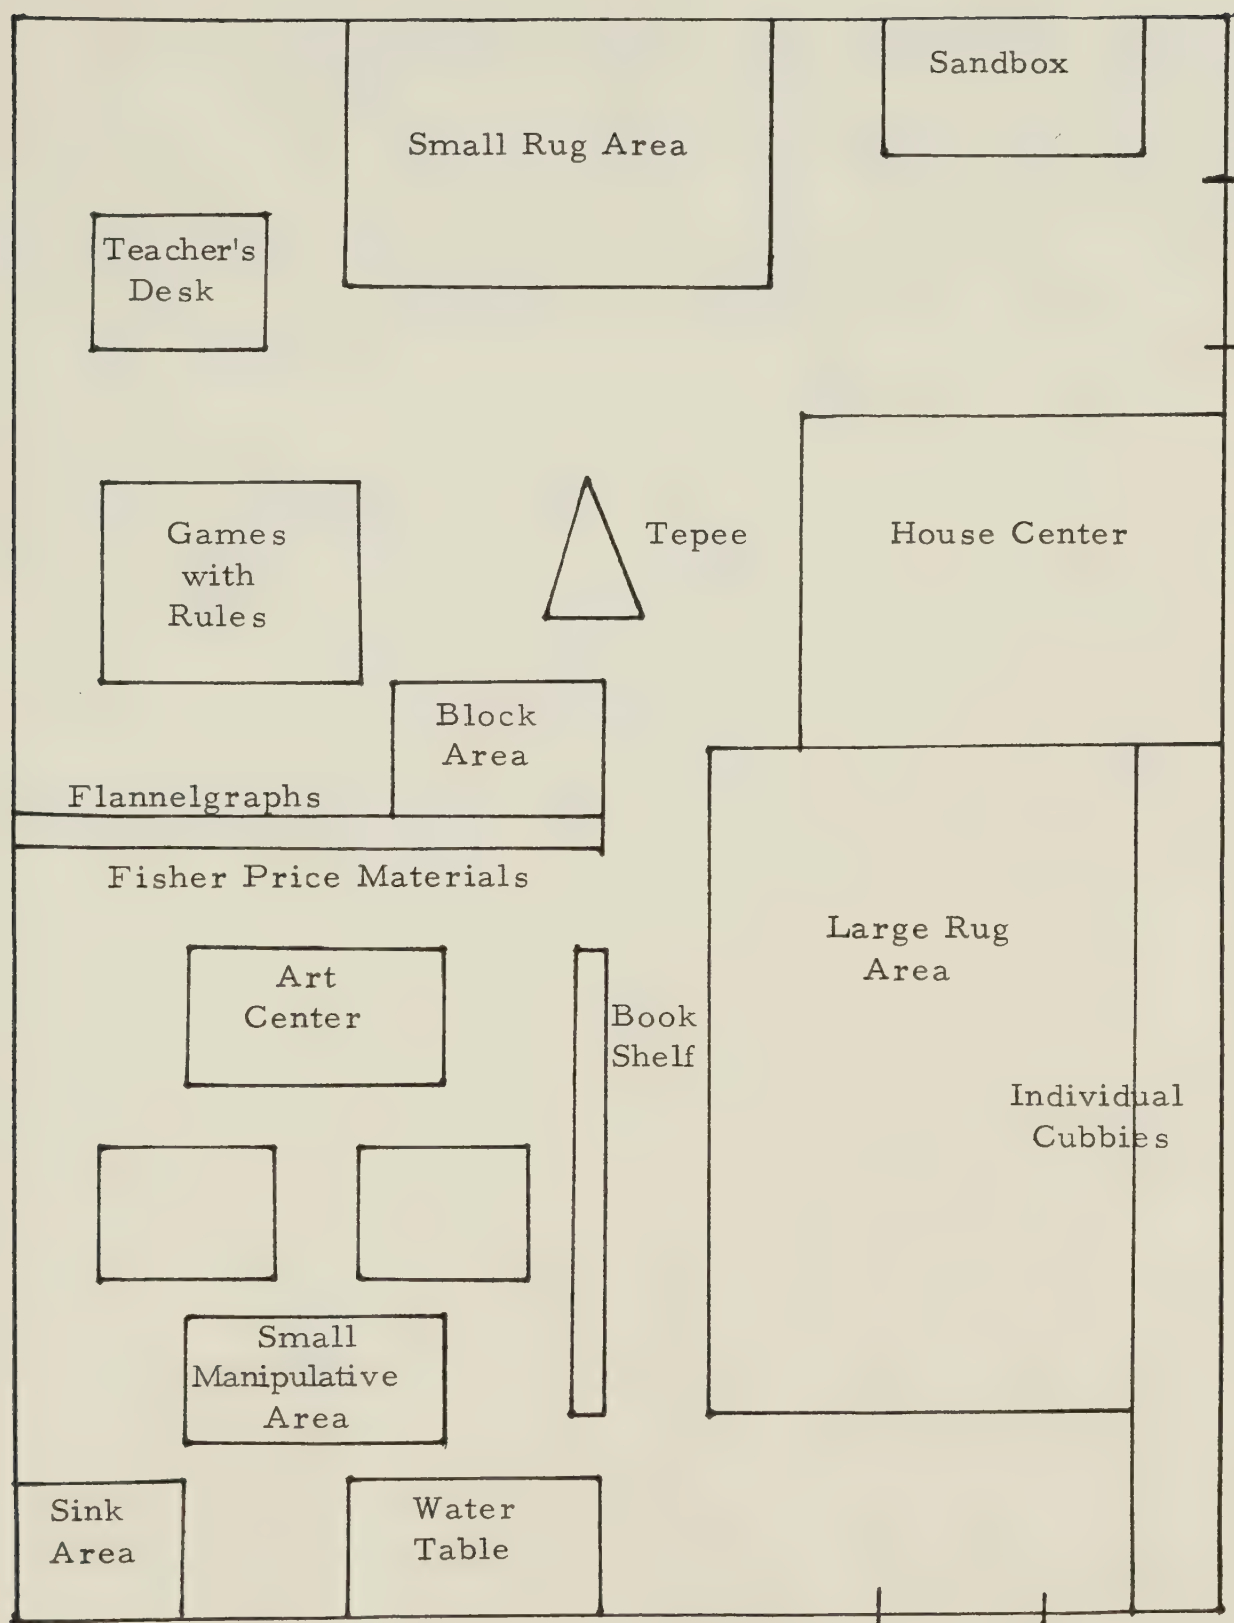 Sandbox
Small Rug Area
Teacher's
Desk
Games
with
Rules
Tepee
House Center
Block
Area
Flannelgraphs
Fisher Price Materials
Large Rug
Area
Art
Center
Book
Shelf
Individual
Cubbies
Small
Manipulative
Area
Sink
Area
Water
Table